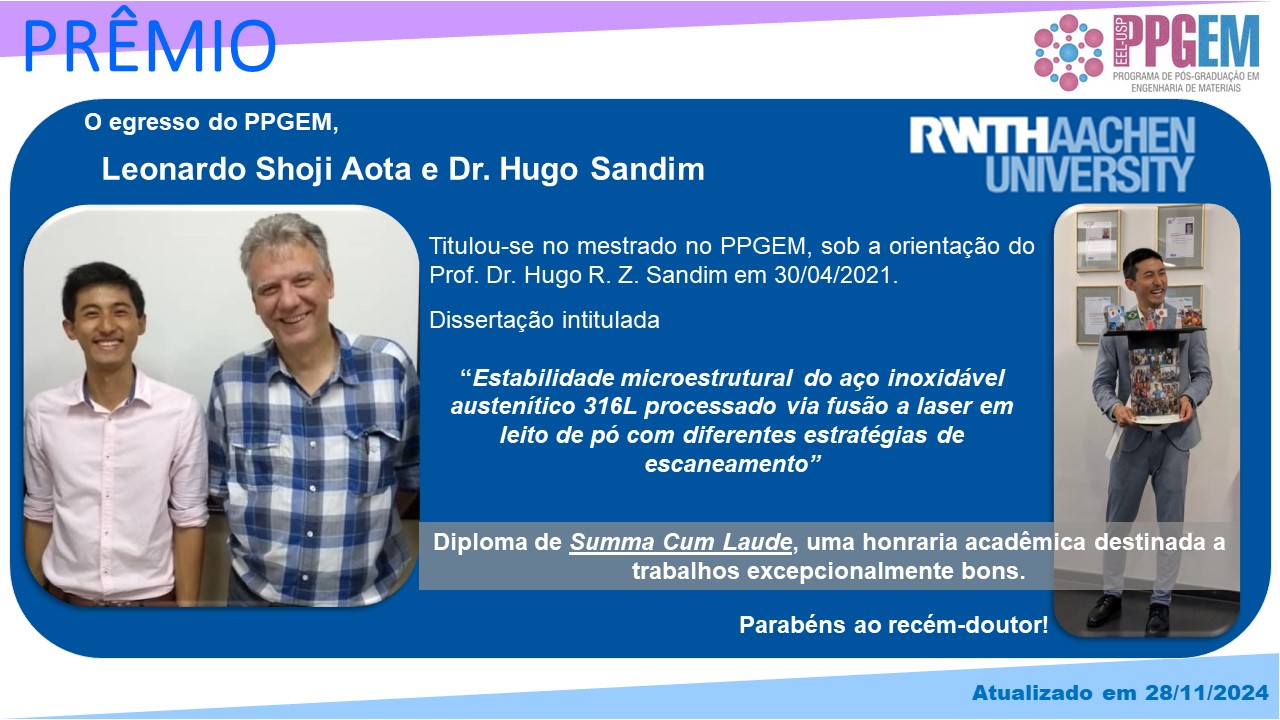 PRÊMIO
EEL-USP
PPGEM
PROGRAMA DE PÓS-GRADUAÇÃO EM
ENGENHARIA DE MATERIAIS
O egresso do PPGEM,
Leonardo Shoji Aota e Dr. Hugo Sandim
RWTHAACHEN
UNIVERSITY
Titulou-se no mestrado no PPGEM, sob a orientação do
Prof. Dr. Hugo R. Z. Sandim em 30/04/2021.
Dissertação intitulada
“Estabilidade microestrutural do aço inoxidável
austenítico 316L processado via fusão a laser em
leito de pó com diferentes estratégias de
escaneamento”
Diploma de Summa Cum Laude, uma honraria acadêmica destinada a
trabalhos excepcionalmente bons.
Parabéns ao recém-doutor!
Atualizado em 28/11/2024